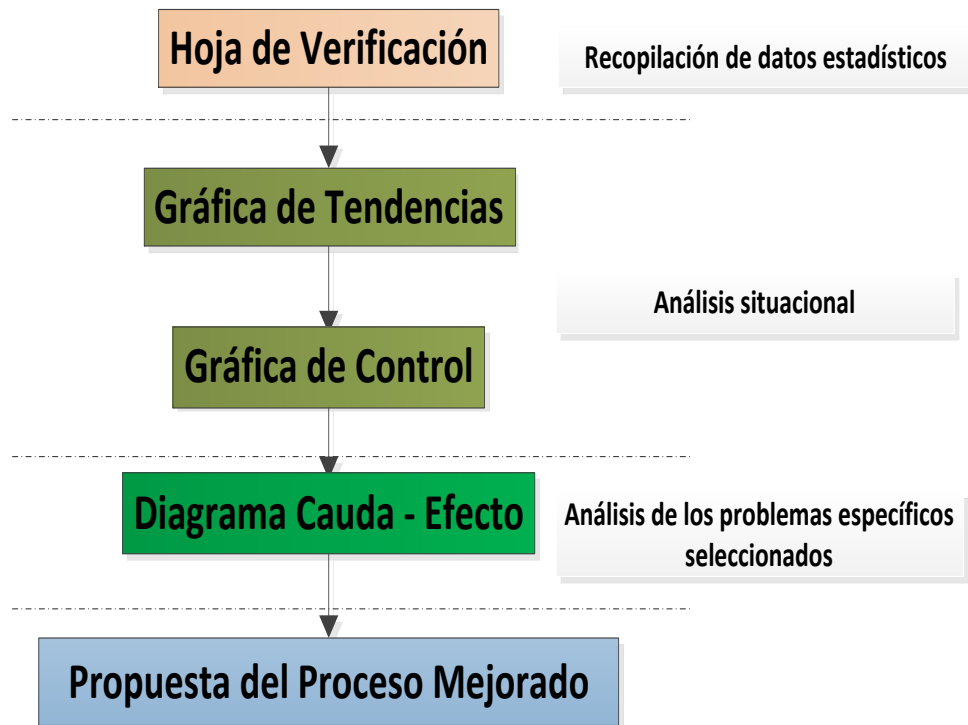 Hoja de Verificación
Recopilación de datos estadísticos
Gráfica de Tendencias
Análisis situacional
Gráfica de Control
Diagrama Cauda - Efecto
Análisis de los problemas específicos
seleccionados
Propuesta del Proceso Mejorado